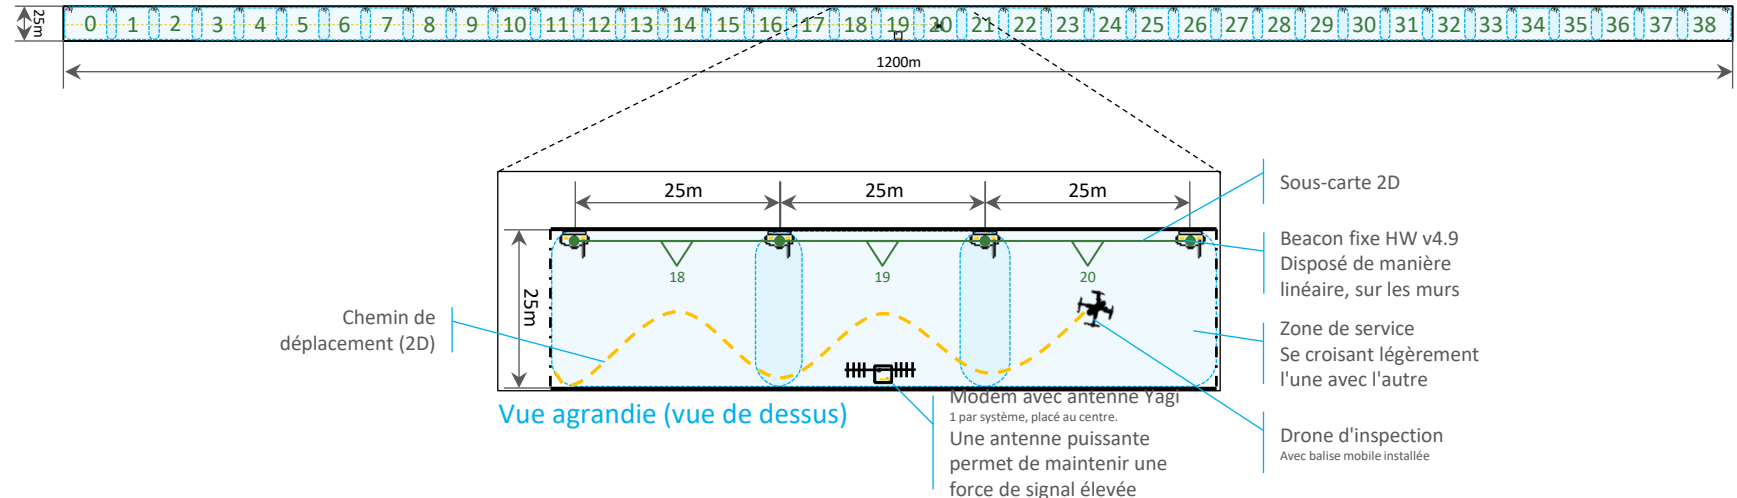 25m
0 1 2 3 4 5 6 7 8 9 10 11 12 13 14 15 16 17 18 19 20 21 22 23 24 25 26 27 28 29 30 31 32 33 34 35 36 37 38
1200m
25m 25m 25m
25m
18 19 20
Sous-carte 2D
Beacon fixe HW v4.9
Disposé de manière
linéaire, sur les murs
Zone de service
Se croisant légèrement
l'une avec l'autre
Chemin de
déplacement (2D)
Vue agrandie (vue de dessus)
Modem avec antenne Yagi
1 par système, placé au centre.
Une antenne puissante
permet de maintenir une
force de signal élevée
Drone d'inspection
Avec balise mobile installée